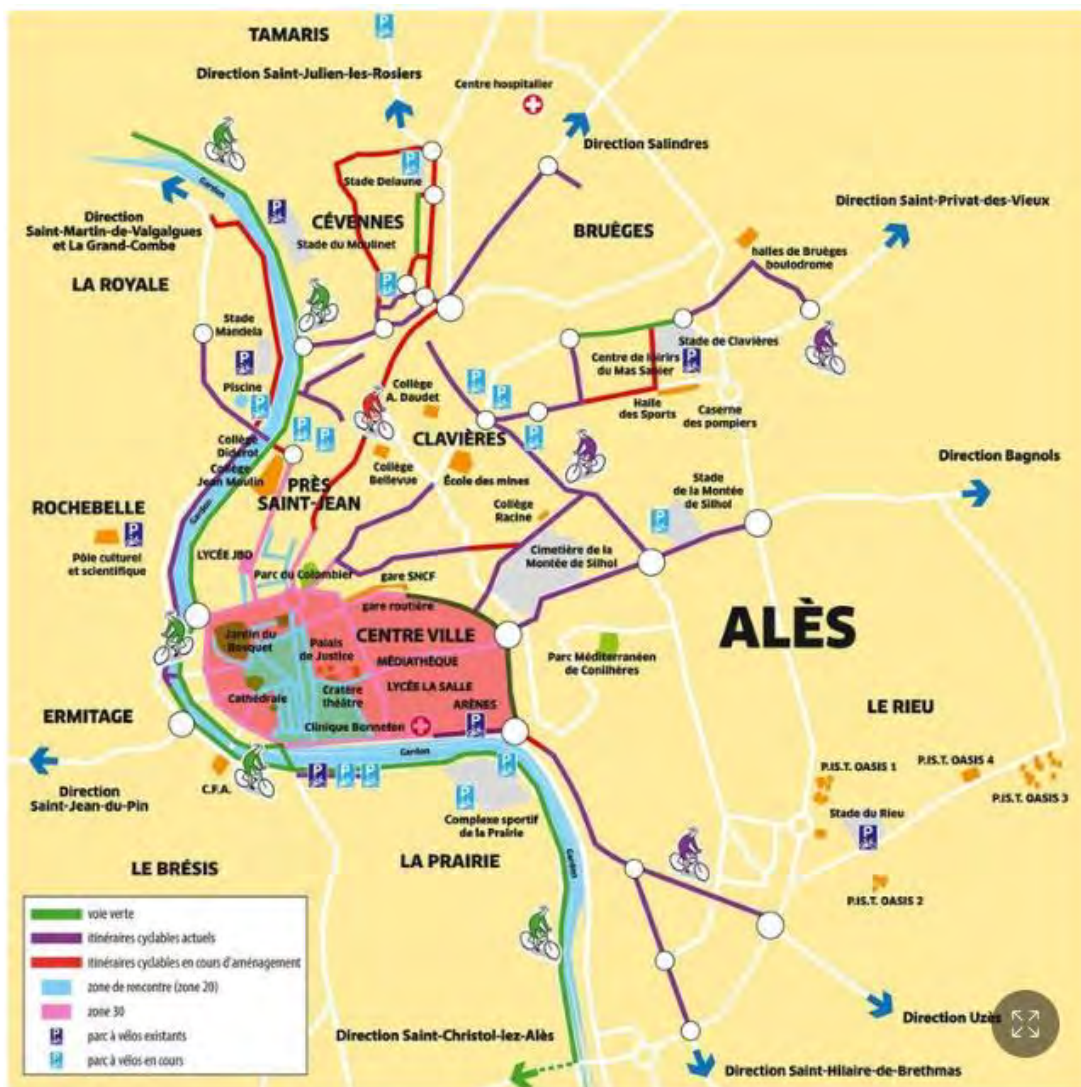 TAMARIS
Direction Saint-Julien-les-Rosiers
Centre hospitalier
Direction Salindres
Stade Delaune
Direction
Saint-Martin-de-Valgalgues
et La Grand-Combe
Gardon
CÉVENNES
Stade du Moulinet
BRUÈGES
Direction Saint-Privat-des-Vieux
halles de Bruèges
boulodrome
LA ROYALE
Stade
Mandela
Piscine
Centre de loirirs
du Mas Sanier
Stade de Clavières
Halle
des Sports
Caserne
des pompiers
Collège
A. Daudet
CLAVIÈRES
Collège
Diderot
Collège
Jean Moulin
PRÈS
SAINT-JEAN
Collège
Bellevue
École des mines
Direction Bagnols
Stade
de la Montée
de Silhol
Collège
Racine
ROCHEBELLE
Pôle culturel
et scientifique
Gardon
LYCÉE JBD
Parc du Colombier
gare SNCF
Cimetière de la
Montée de Silhol
gare routière
ALÈS
Jardin du
Bosquet
Palais
de Justice
CENTRE VILLE
MÉDIATHÈQUE
Parc Méditerranéen
de Conilhères
Cathédrale
Cratère
théâtre
LYCÉE LA SALLE
ARÈNES
Clinique Bonnefon
ERMITAGE
LE RIEU
Gardon
Direction
Saint-Jean-du-Pin
C.F.A.
P.IS.T. OASIS 1
P.IS.T. OASIS 4
P.IS.T. OASIS 3
Complexe sportif
de la Prairie
Stade du Rieu
LE BRÉSIS
LA PRAIRIE
Gardon
P.IS.T. OASIS 2
voie verte
itinéraires cyclables actuels
itinéraires cyclables en cours d'aménagement
zone de rencontre (zone 20)
zone 30
P parc à vélos existants
P parc à vélos en cours
Direction Saint-Christol-lez-Alès
Direction Uzès
Direction Saint-Hilaire-de-Brethmas